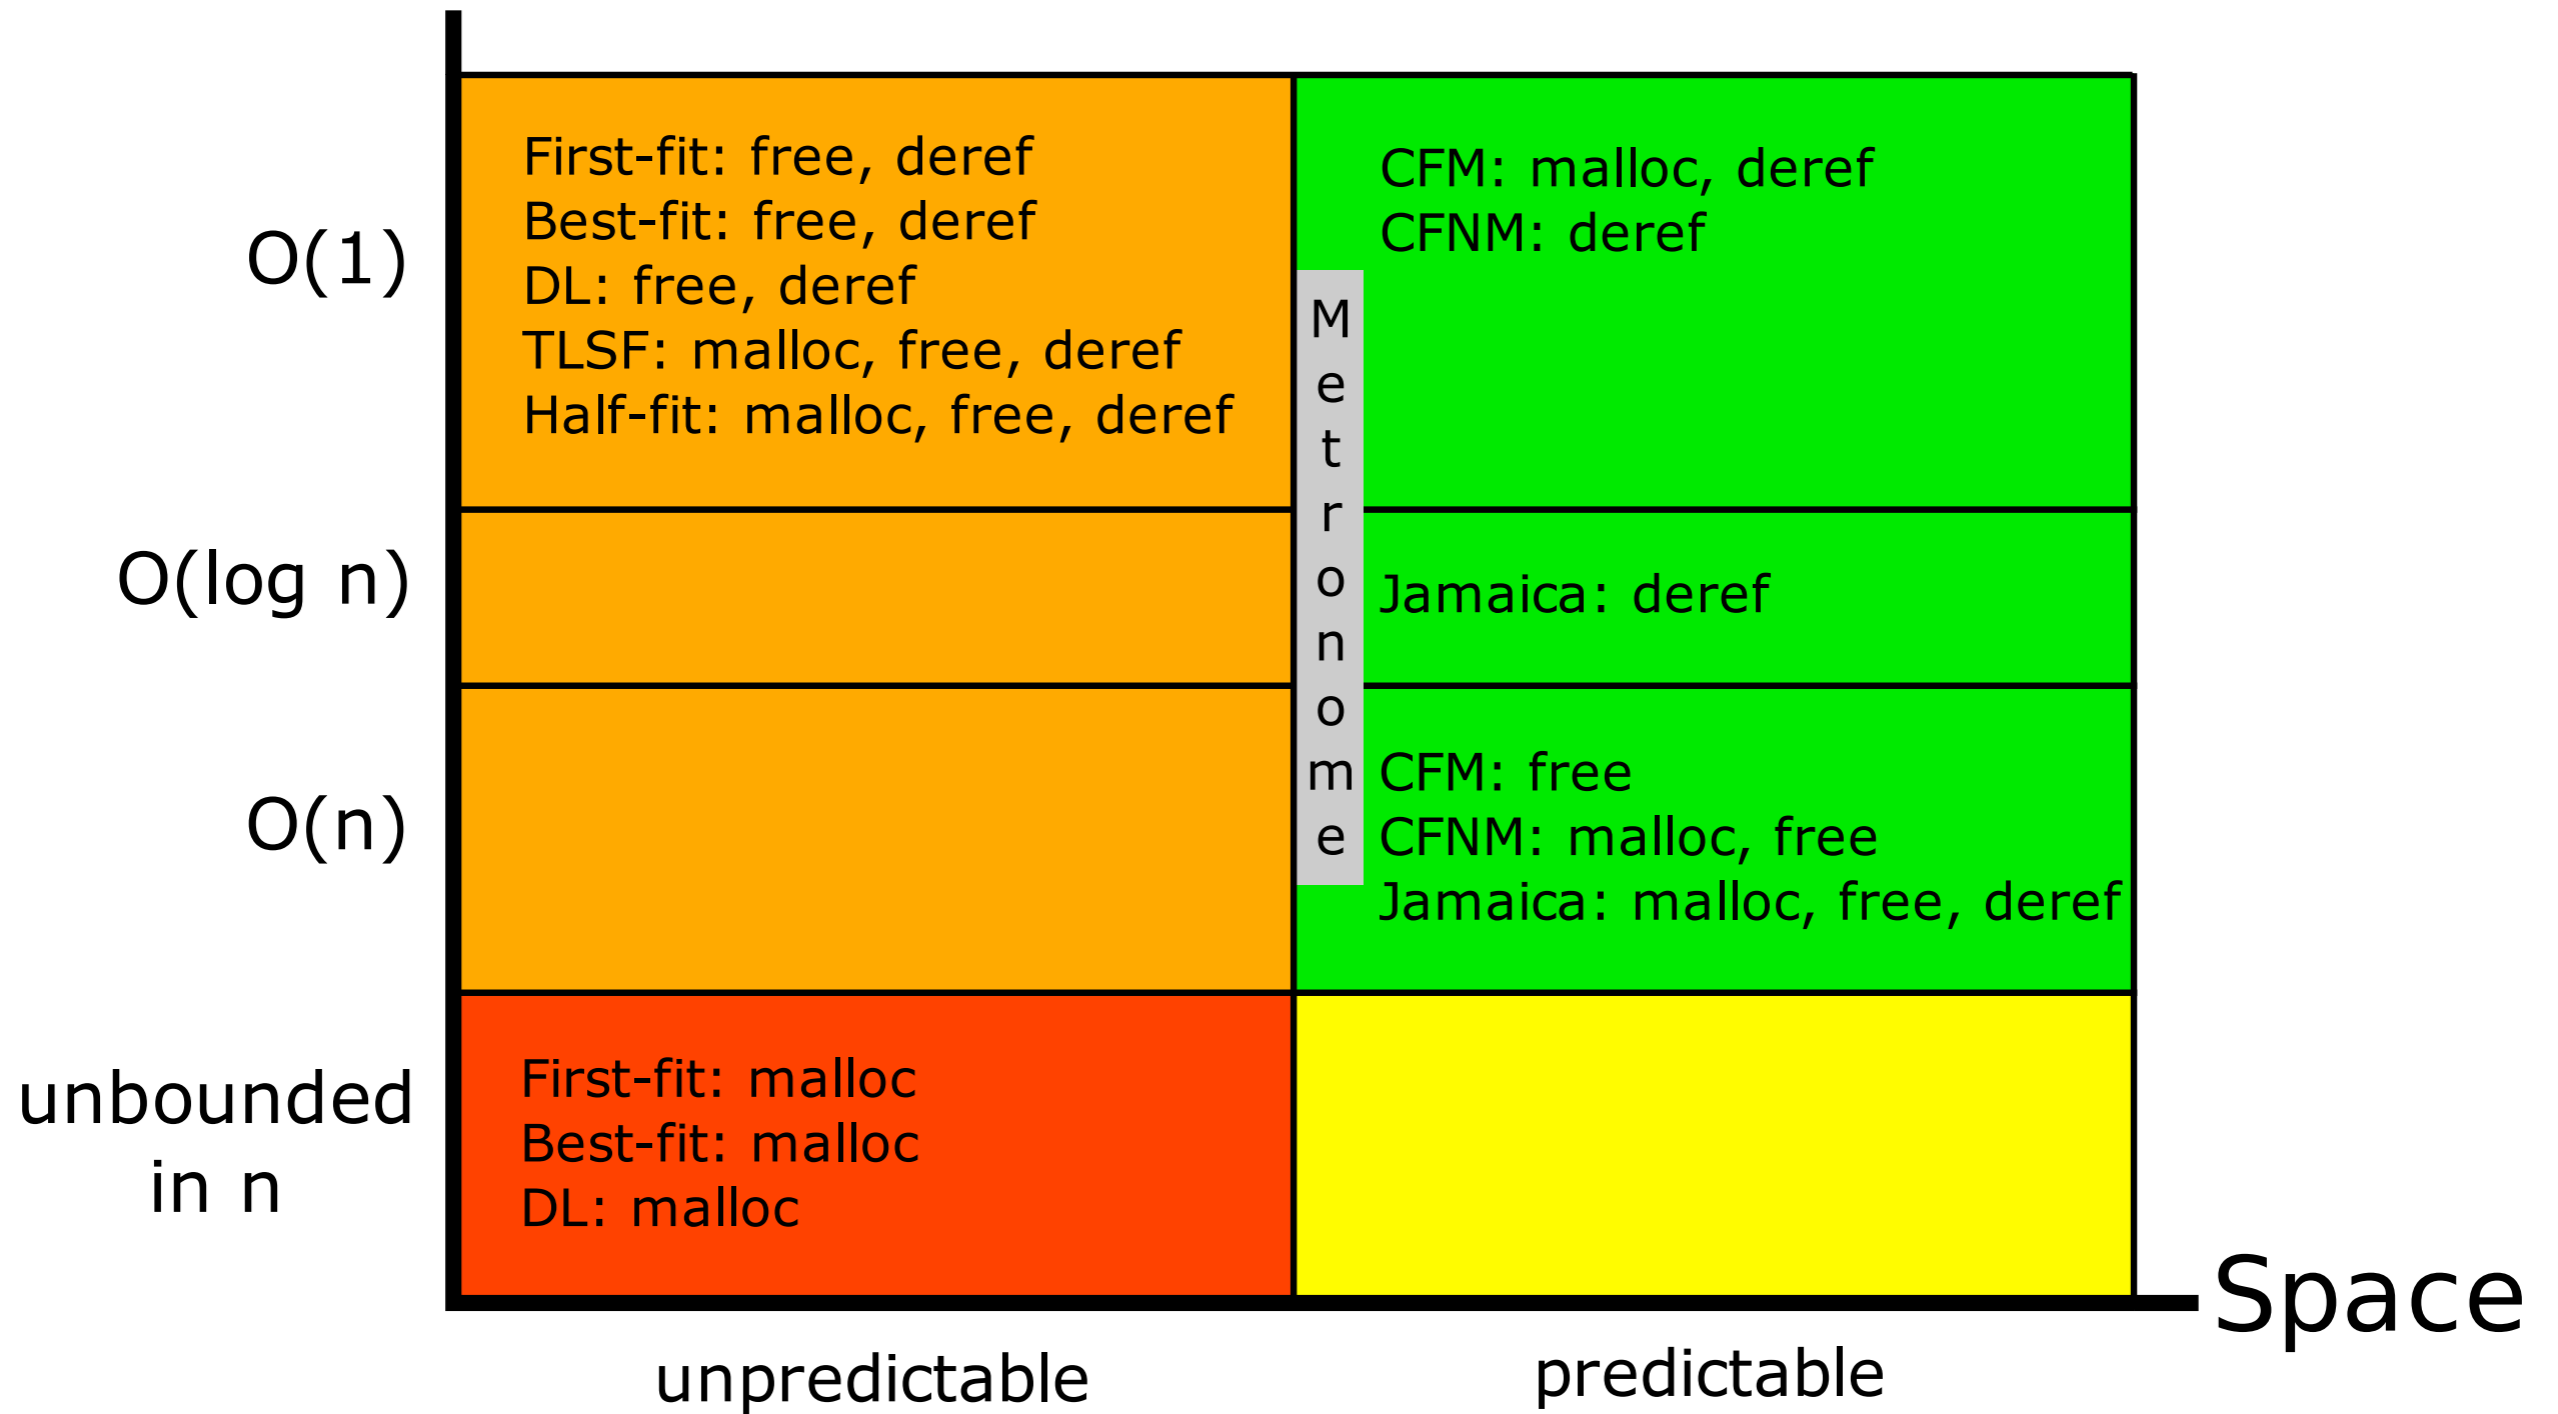 O(1)
First-fit: free, deref
Best-fit: free, deref
DL: free, deref
TLSF: malloc, free, deref
Half-fit: malloc, free, deref
CFM: malloc, deref
CFNM: deref
Metronome
O(log n)
Jamaica: deref
O(n)
CFM: free
CFNM: malloc, free
Jamaica: malloc, free, deref
unbounded
in n
First-fit: malloc
Best-fit: malloc
DL: malloc
Space
unpredictable
predictable